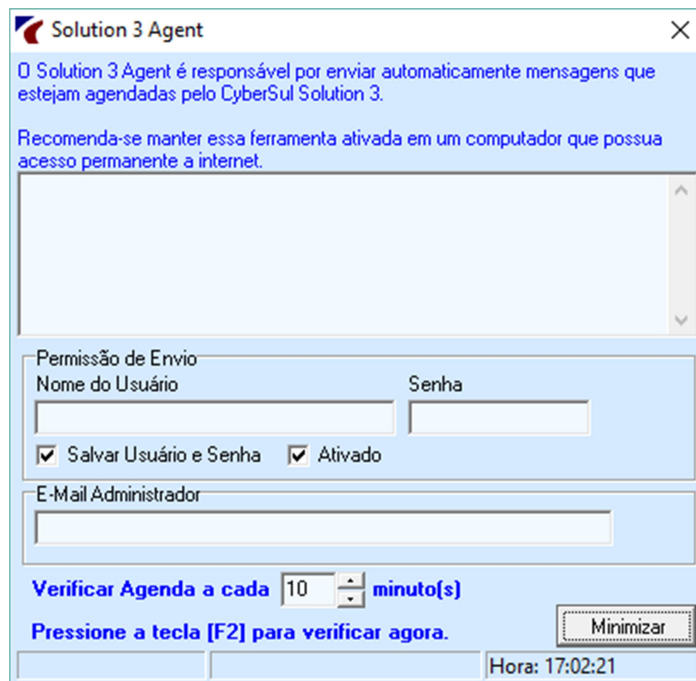 Solution 3 Agent
O Solution 3 Agent é responsável por enviar automaticamente mensagens que
estejam agendadas pelo CyberSul Solution 3.
Recomenda-se manter essa ferramenta ativada em um computador que possua
acesso permanente a internet.
Permissão de Envio
Nome do Usuário Senha
Salvar Usuário e Senha Ativado
E-Mail Administrador
Verificar Agenda a cada 10 minuto(s)
Pressione a tecla [F2] para verificar agora. Minimizar
Hora: 17:02:21